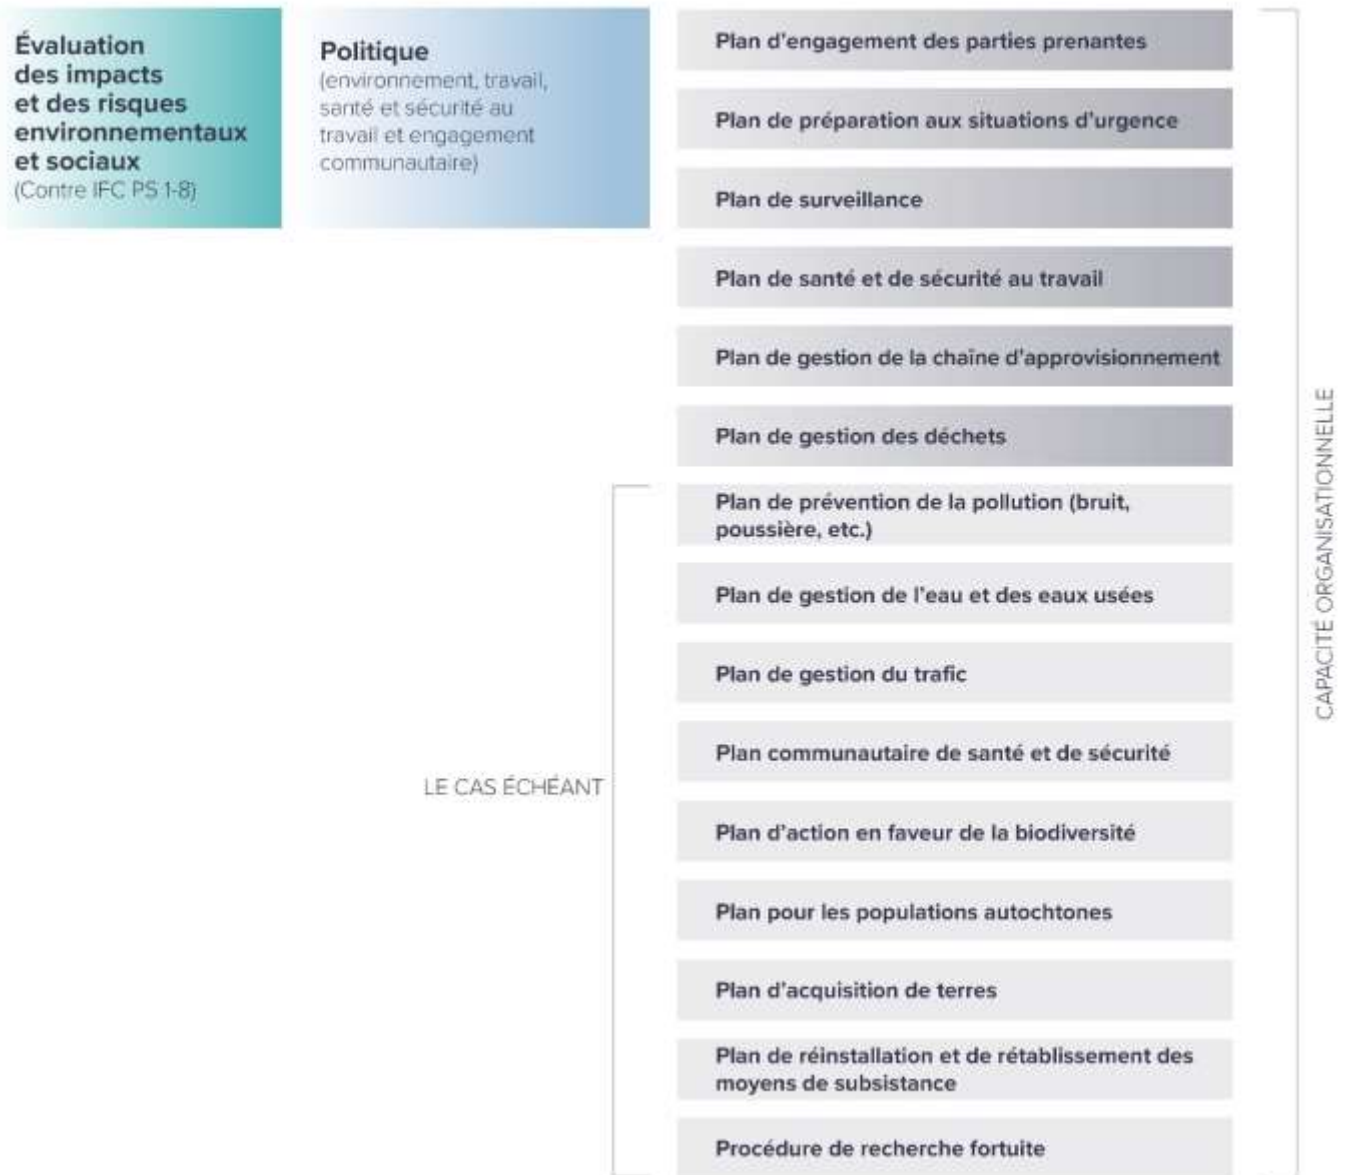 Évaluation
des impacts
et des risques
environnementaux
et sociaux
(Contre IFC PS 1-8)
Politique
(environnement, travail,
santé et sécurité au
travail et engagement
communautaire)
Plan d'engagement des parties prenantes
Plan de préparation aux situations d'urgence
Plan de surveillance
Plan de santé et de sécurité au travail
Plan de gestion de la chaîne d'approvisionnement
Plan de gestion des déchets
LE CAS ÉCHÉANT
Plan de prévention de la pollution (bruit,
poussière, etc.)
Plan de gestion de l'eau et des eaux usées
Plan de gestion du trafic
Plan communautaire de santé et de sécurité
Plan d'action en faveur de la biodiversité
Plan pour les populations autochtones
Plan d'acquisition de terres
Plan de réinstallation et de rétablissement des
moyens de subsistance
Procédure de recherche fortuite
CAPACITÉ ORGANISATIONNELLE